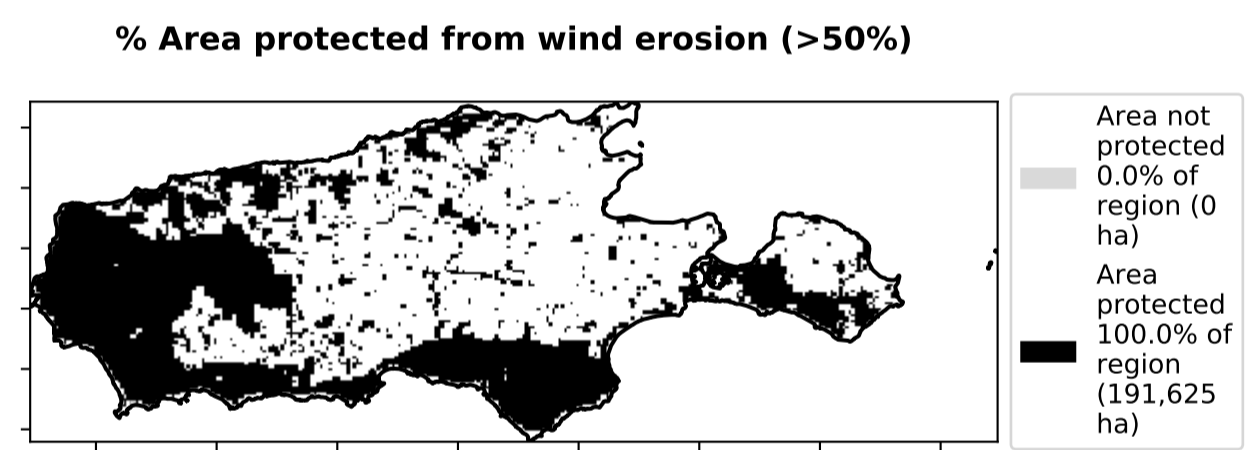 % Area protected from wind erosion (>50%)
Area not
protected
0.0% of
region (0
ha)
Area
protected
100.0% of
region
(191,625
ha)